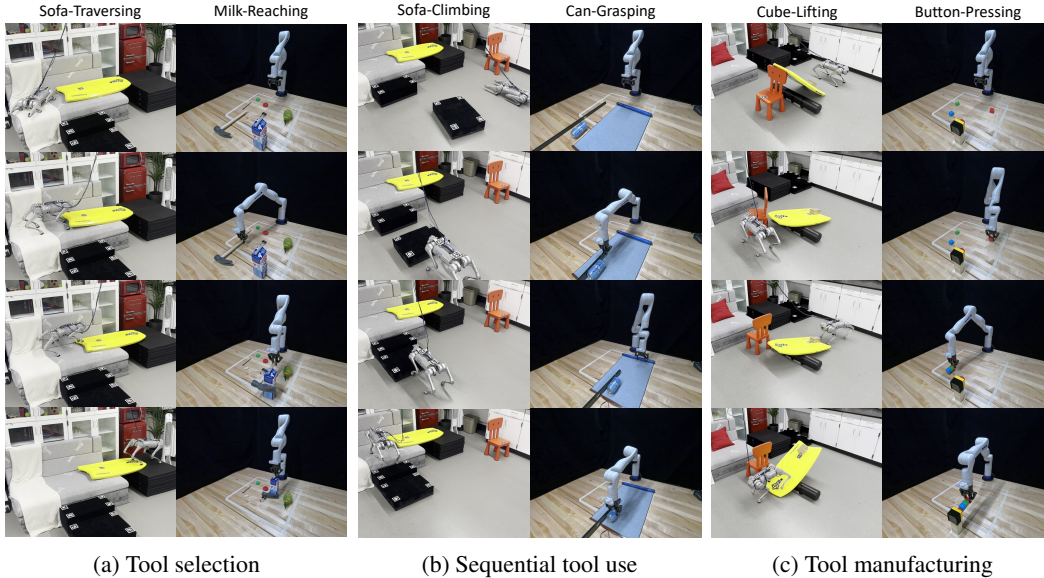 Sofa-Traversing Milk-Reaching Sofa-Climbing Can-Grasping Cube-Lifting Button-Pressing
(a) Tool selection (b) Sequential tool use (c) Tool manufacturing